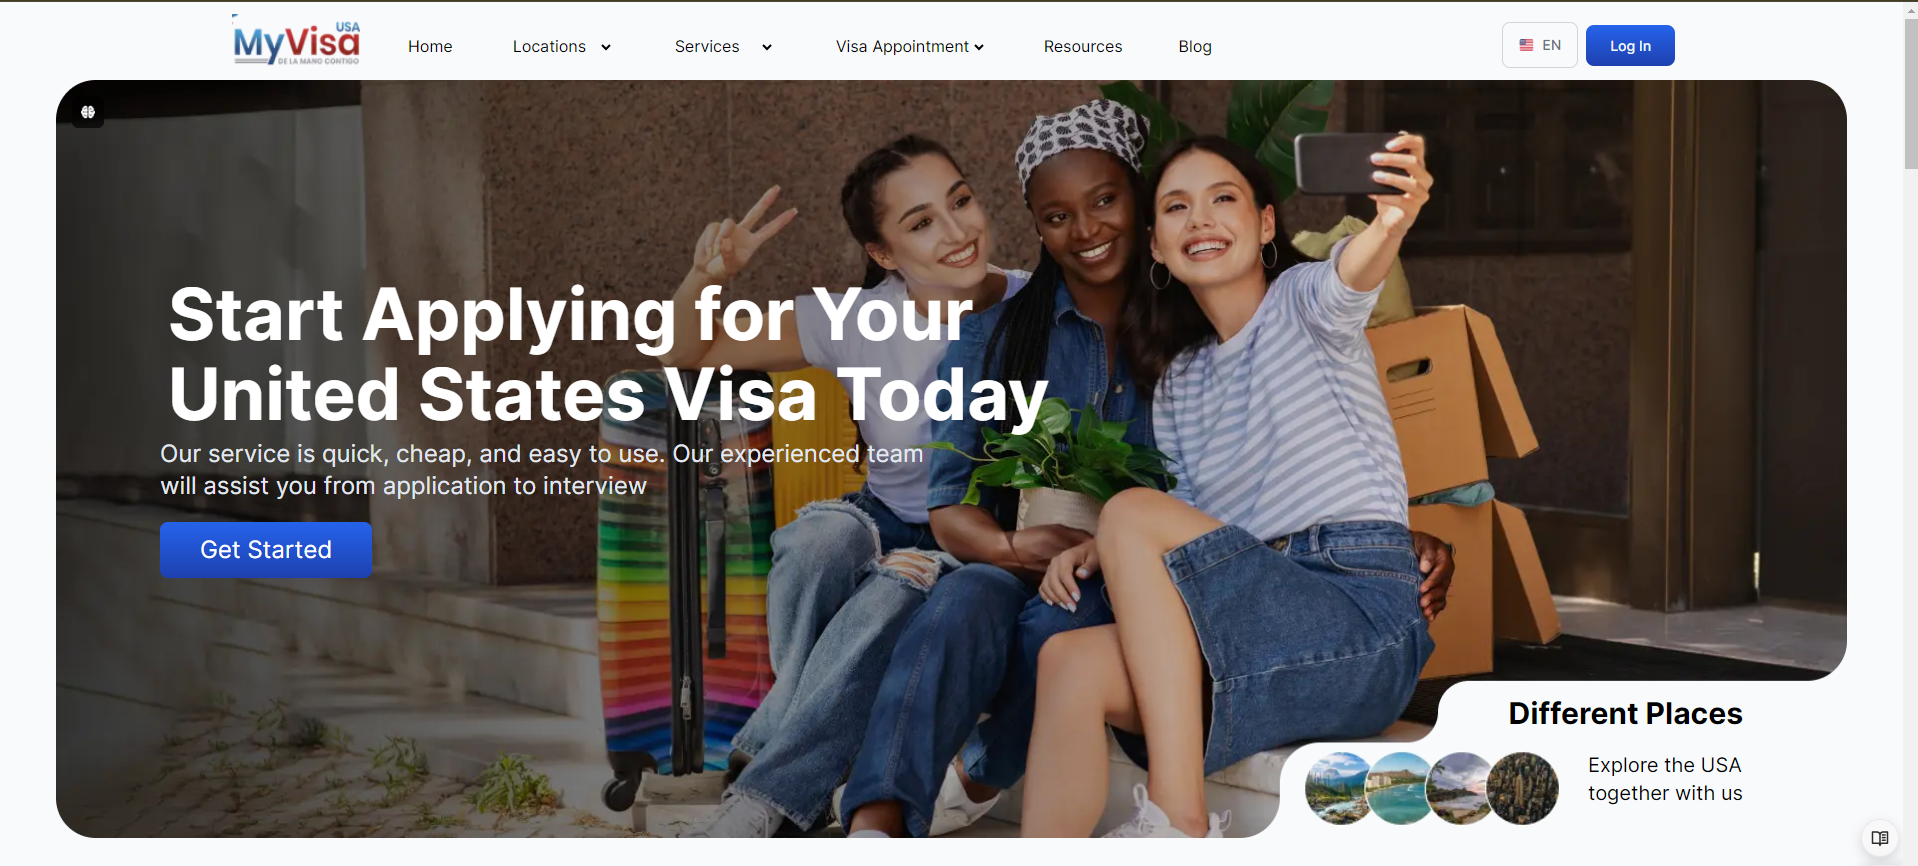 MyVisa USA
DE LA MANO CONTIGO
Home
Locations
Services
Visa Appointment
Resources
Blog
EN
Log In
Start Applying for Your
United States Visa Today
Our service is quick, cheap, and easy to use. Our experienced team
will assist you from application to interview
Get Started
Different Places
Explore the USA
together with us